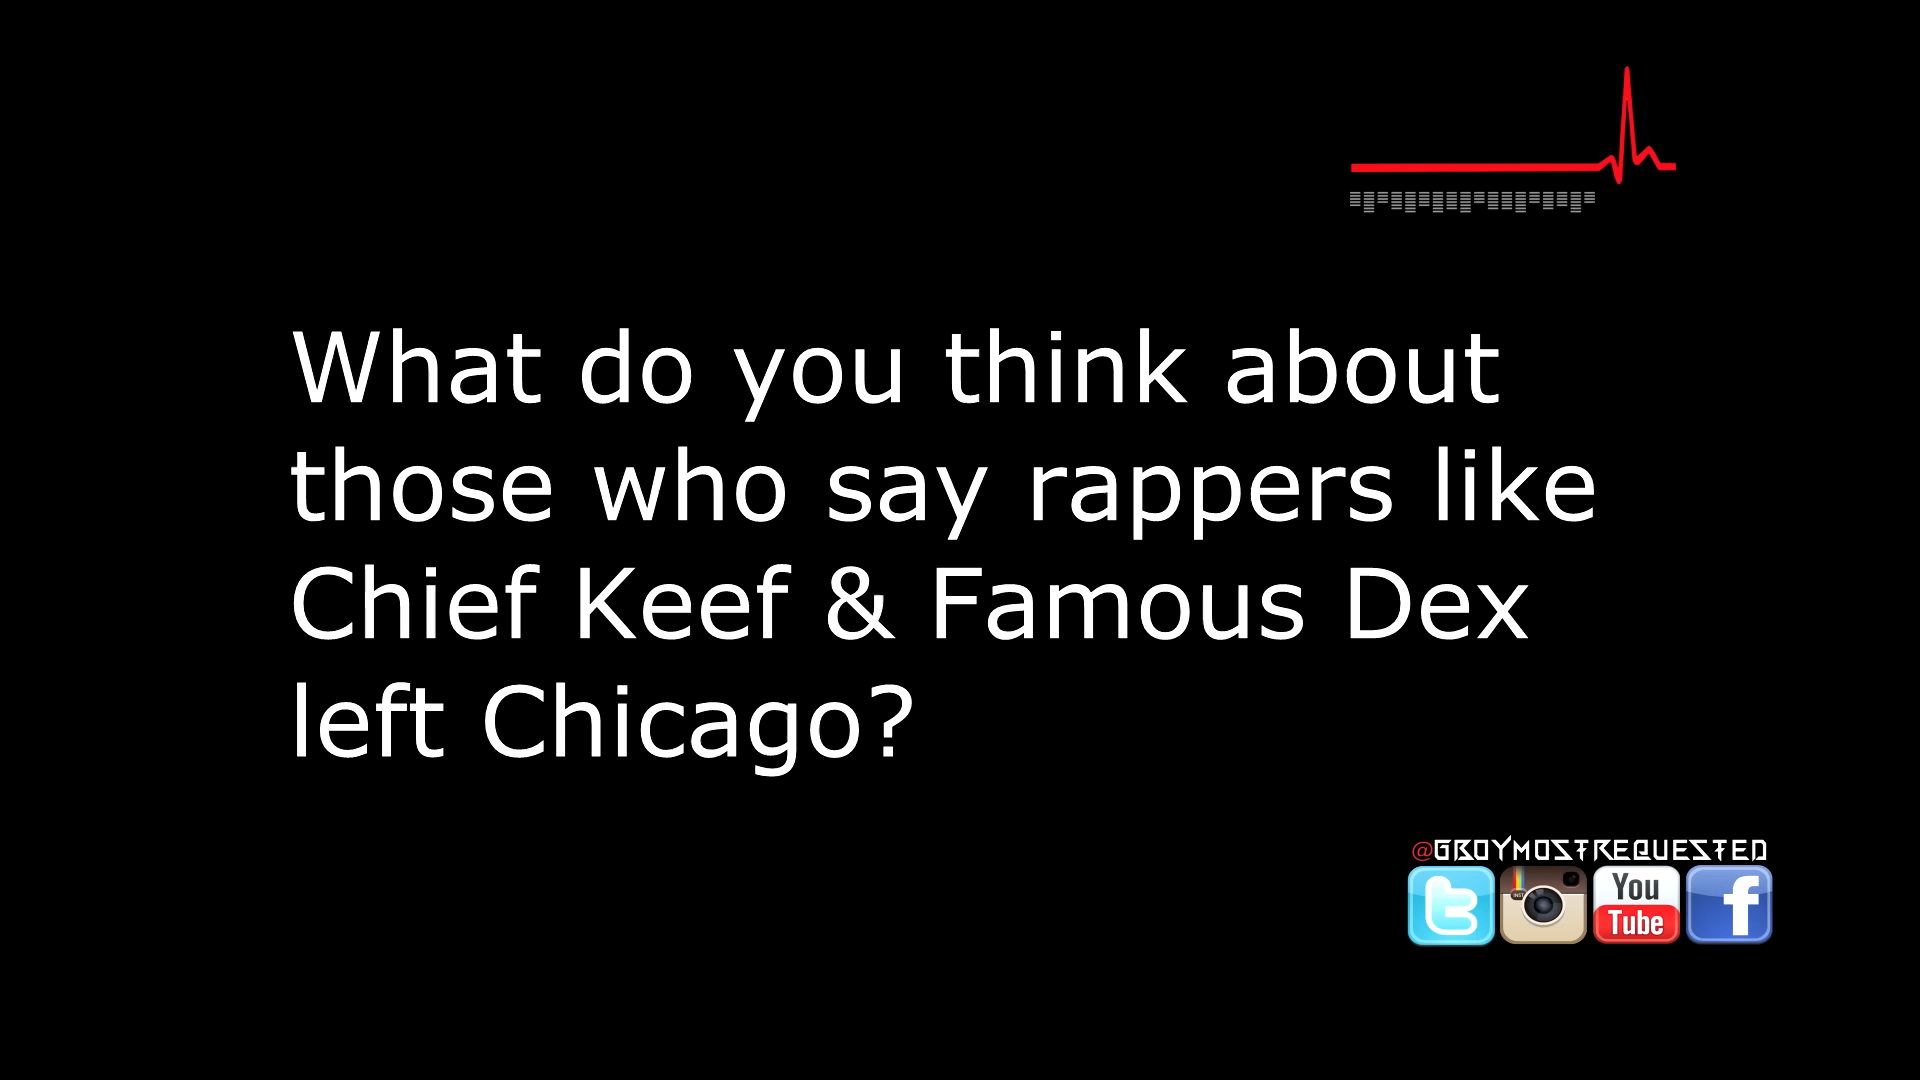 What do you think about
those who say rappers like
Chief Keef & Famous Dex
left Chicago?
@GBOYMOSTREQUESTED
You
Tube